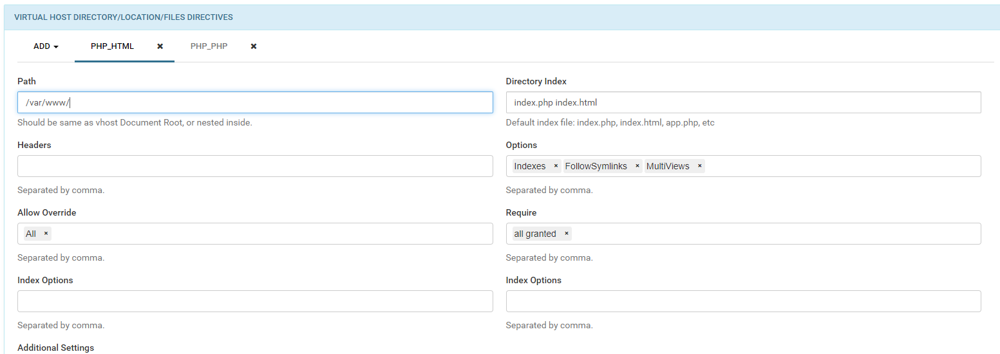 VIRTUAL HOST DIRECTORY/LOCATION/FILES DIRECTIVES
ADD PHP_HTML × PHP_PHP ×
Path Directory Index
/var/www/ index.php index.html
Should be same as vhost Document Root, or nested inside. Default index file: index.php, index.html, app.php, etc
Headers Options
Indexes × FollowSymlinks × MultiViews ×
Separated by comma. Separated by comma.
Allow Override Require
All × all granted ×
Separated by comma. Separated by comma.
Index Options Index Options
Separated by comma. Separated by comma.
Additional Settings